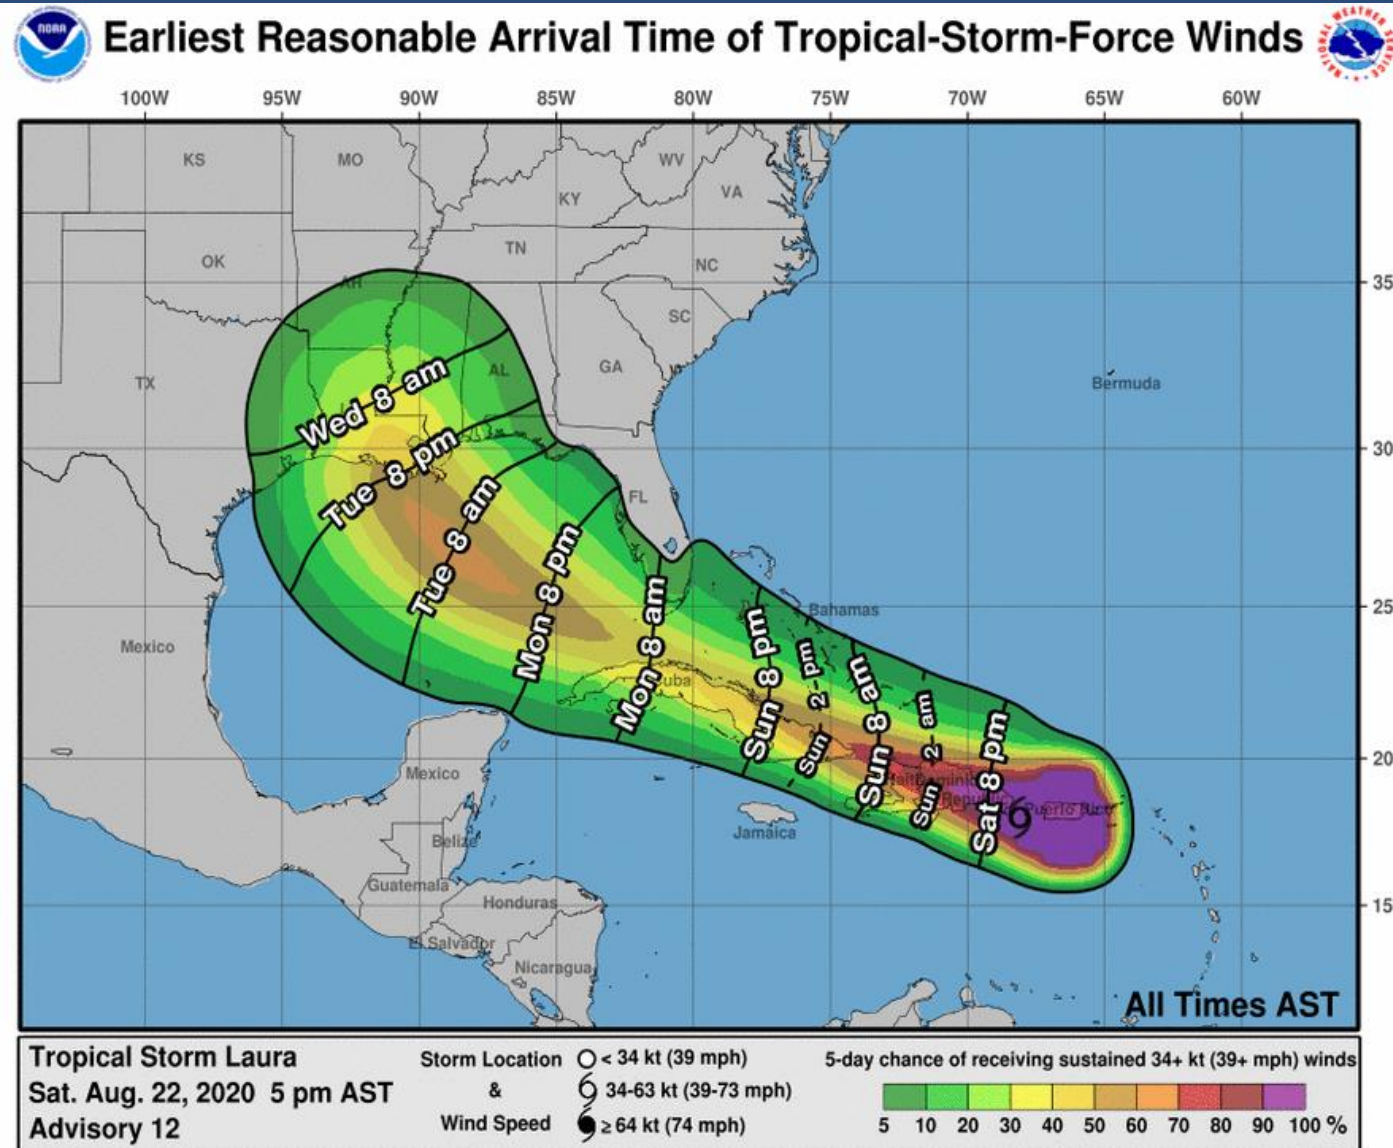 Earliest Reasonable Arrival Time of Tropical-Storm-Force Winds
NOAA
NATIONAL WEATHER SERVICE
100W 95W 90W 85W 80W 75W 70W 65W 60W
KS MO WV
KY VA
OK TN NC
AR
35
SC
TX AL GA
Bermuda
Wed 8 am
30
Tue 8 pm
FL
Tue 8 am
Mon 8 pm
Mon 8 am
25
Bahamas
Mexico
Cuba
Sun 8 pm
Sun 2 pm
Sun 8 am
Sun 2 am
Sat 8 pm
20
Mexico
Haiti
Dominic
Republic
Puerto Rico
Jamaica
Belize
Guatemala
Honduras
15
El Salvador
Nicaragua
All Times AST
Tropical Storm Laura
Sat. Aug. 22, 2020 5 pm AST
Advisory 12
Storm Location
&
Wind Speed
< 34 kt (39 mph)
34-63 kt (39-73 mph)
≥ 64 kt (74 mph)
5-day chance of receiving sustained 34+ kt (39+ mph) winds
5 10 20 30 40 50 60 70 80 90 100 %